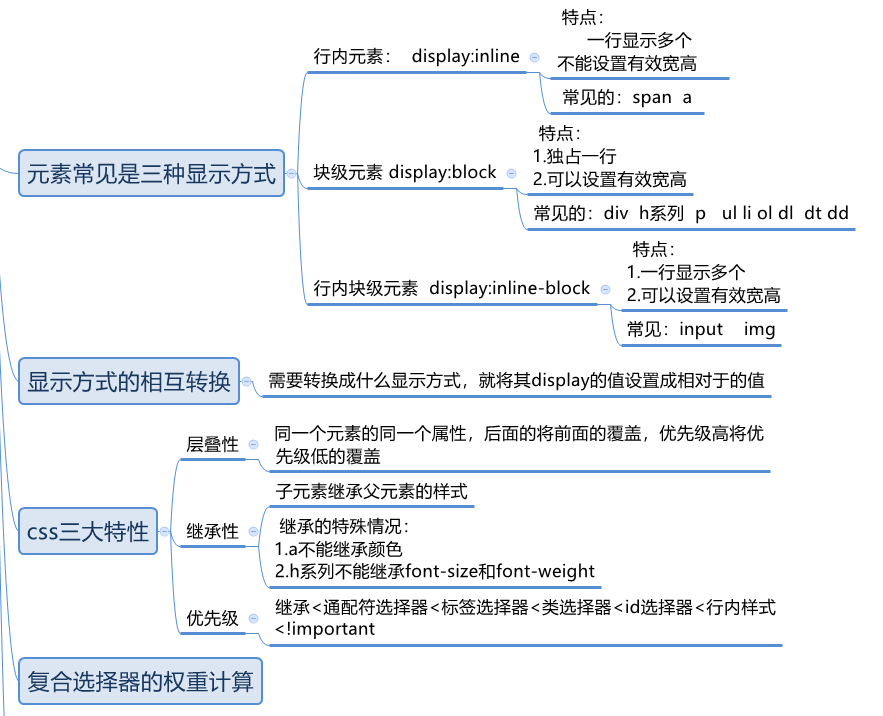 元素常见是三种显示方式
行内元素： display:inline
特点：
一行显示多个
不能设置有效宽高
常见的：span a
块级元素 display:block
特点：
1.独占一行
2.可以设置有效宽高
常见的：div h系列 p ul li ol dl dt dd
行内块级元素 display:inline-block
特点：
1.一行显示多个
2.可以设置有效宽高
常见：input img
显示方式的相互转换
需要转换成什么显示方式，就将其display的值设置成相对于的值
css三大特性
层叠性
同一个元素的同一个属性，后面的将前面的覆盖，优先级高将优
先级低的覆盖
继承性
子元素继承父元素的样式
继承的特殊情况：
1.a不能继承颜色
2.h系列不能继承font-size和font-weight
优先级
继承<通配符选择器<标签选择器<类选择器<id选择器<行内样式
<!important
复合选择器的权重计算